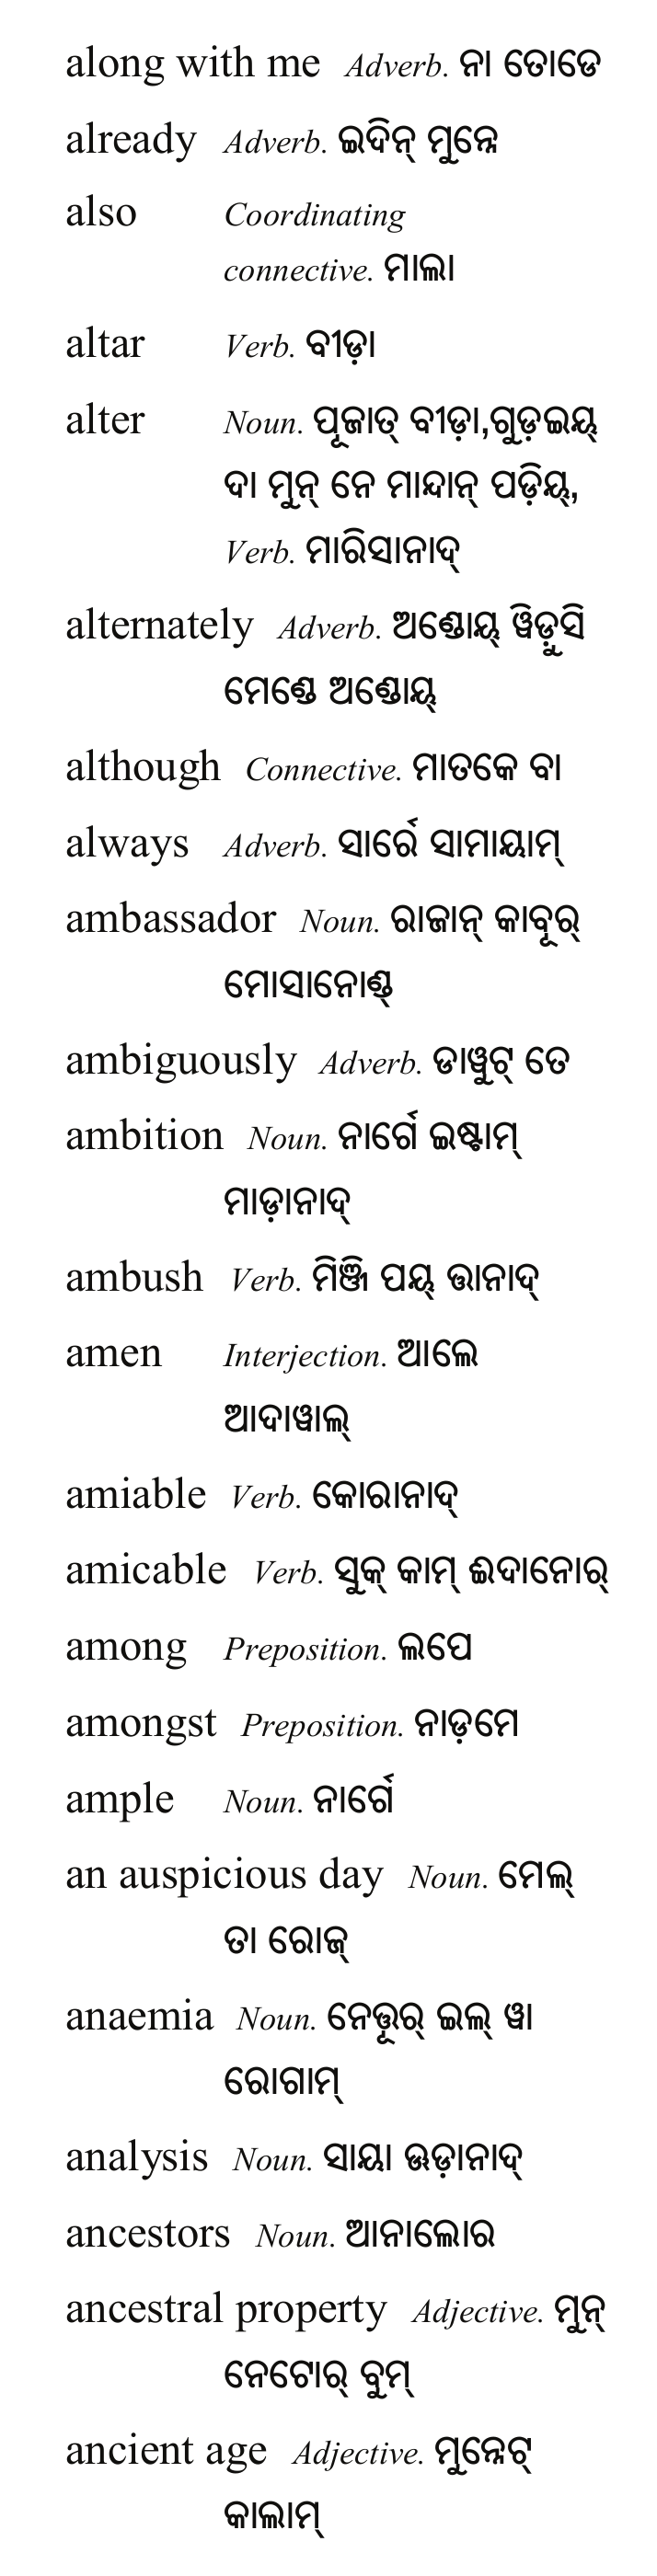 along with me Adverb. ନା ତୋଡେ
already Adverb. ଇଦିନ୍ ମୁନ୍ନେ
also Coordinating
connective. ମାଲା
altar Verb. ବୀଡ଼ା
alter Noun. ପୂଜାତ୍ ବୀଡ଼ା,ଗୁଡ଼ଇୟ୍
ଦା ମୁନ୍ ନେ ମାନ୍ଦାନ୍ ପଡ଼ିୟ୍,
Verb. ମାରିସାନାଦ୍
alternately Adverb. ଅଣ୍ଡୋୟ୍ ୱିଡ଼ୁସି
ମେଣ୍ଡେ ଅଣ୍ଡୋୟ୍
although Connective. ମାତକେ ବା
always Adverb. ସାର୍ରେ ସାମାୟାମ୍
ambassador Noun. ରାଜାନ୍ କାବୂର୍
ମୋସାନୋଣ୍ଡ୍
ambiguously Adverb. ଡାୱୁଟ୍ ତେ
ambition Noun. ନାର୍ଗେ ଇଷ୍ଟାମ୍
ମାଡ଼ାନାଦ୍
ambush Verb. ମିଞ୍ଜି ପୟ୍ ତ୍ତାନାଦ୍
amen Interjection. ଆଲେ
ଆଦାୱାଲ୍
amiable Verb. କୋରାନାଦ୍
amicable Verb. ସୁକ୍ କାମ୍ ଈଦାନୋର୍
among Preposition. ଲପେ
amongst Preposition. ନାଡ଼ମେ
ample Noun. ନାର୍ଗେ
an auspicious day Noun. ମେଲ୍
ତା ରୋଜ୍
anaemia Noun. ନେତ୍ତୂର୍ ଇଲ୍ ୱା
ରୋଗାମ୍
analysis Noun. ସାୟା ଊଡ଼ାନାଦ୍
ancestors Noun. ଆନାଲୋର
ancestral property Adjective. ମୁନ୍
ନେଟୋର୍ ବୁମ୍
ancient age Adjective. ମୁନ୍ନେଟ୍
କାଲାମ୍